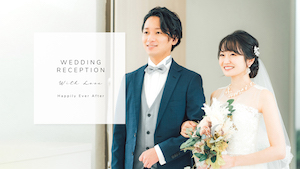 WEDDING
RECEPTION
With Love
Happily Ever After